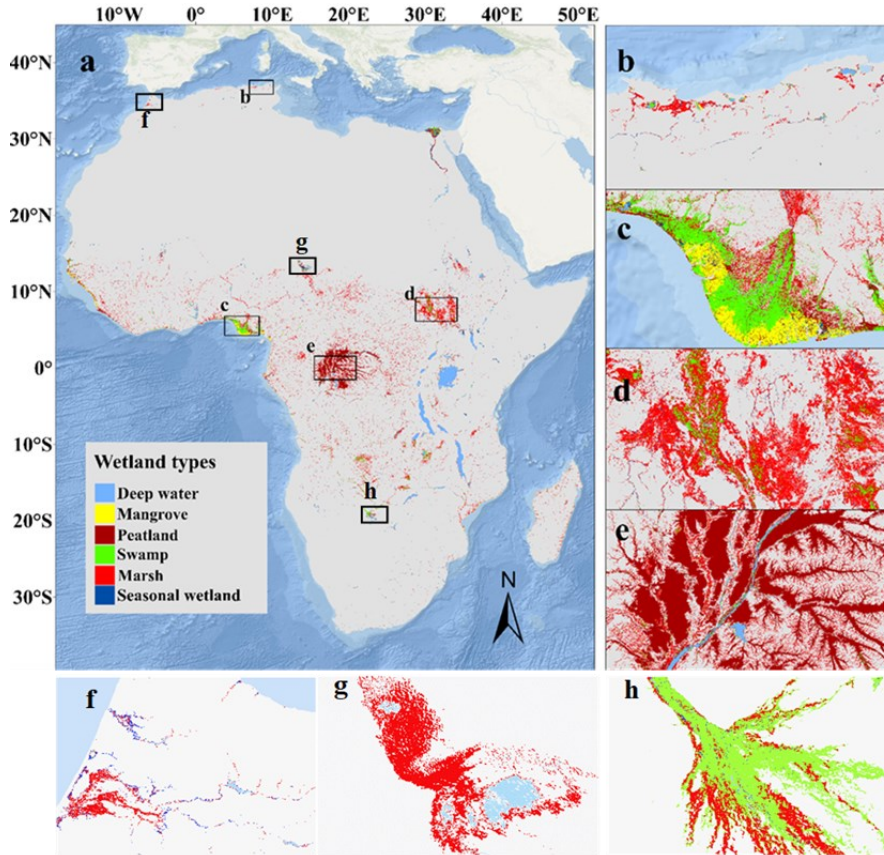 10°W 0° 10°E 20°E 30°E 40°E 50°E
40°N
30°N
20°N
10°N
0°
10°S
20°S
30°S
a
b
f
g
c
d
e
h
Wetland types
Deep water
Mangrove
Peatland
Swamp
Marsh
Seasonal wetland
N
b
c
d
e
f
g
h